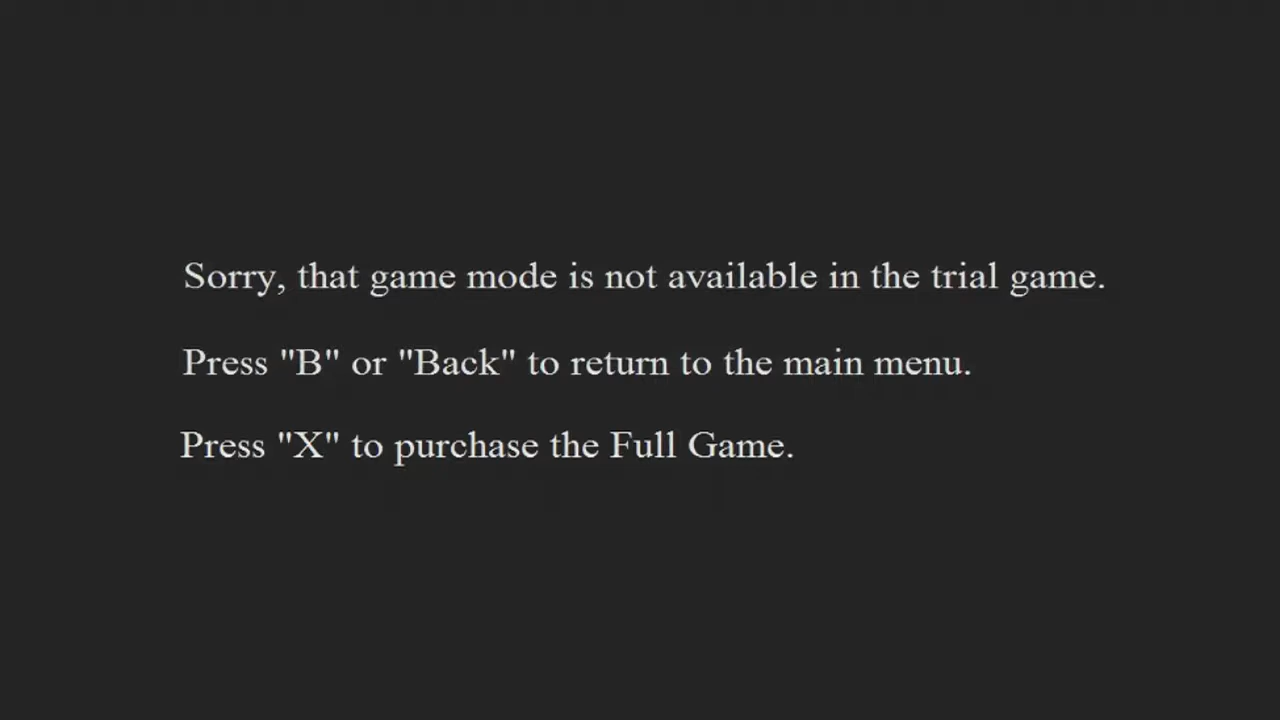 Sorry, that game mode is not available in the trial game.
Press "B" or "Back" to return to the main menu.
Press "X" to purchase the Full Game.